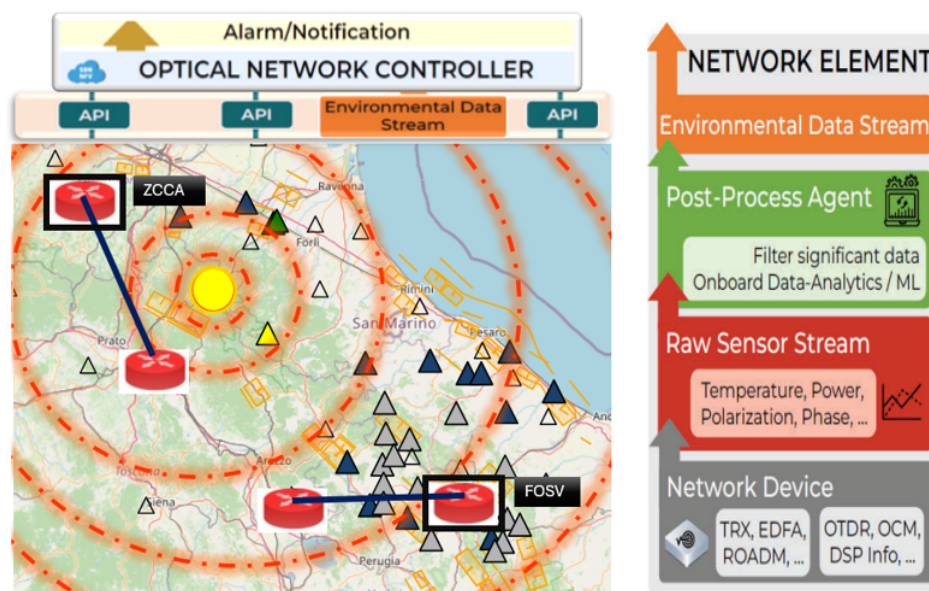 Alarm/Notification
OPTICAL NETWORK CONTROLLER
API
API
Environmental Data
Stream
API
ZCCA
Ravenna
Forlì
Rimini
San Marino
Pesaro
Prato
Arezzo
Toscana
Siena
Perugia
FOSV
NETWORK ELEMENT
Environmental Data Stream
Post-Process Agent
Filter significant data
Onboard Data-Analytics / ML
Raw Sensor Stream
Temperature, Power,
Polarization, Phase, ...
Network Device
TRX, EDFA,
ROADM, ...
OTDR, OCM,
DSP Info, ...